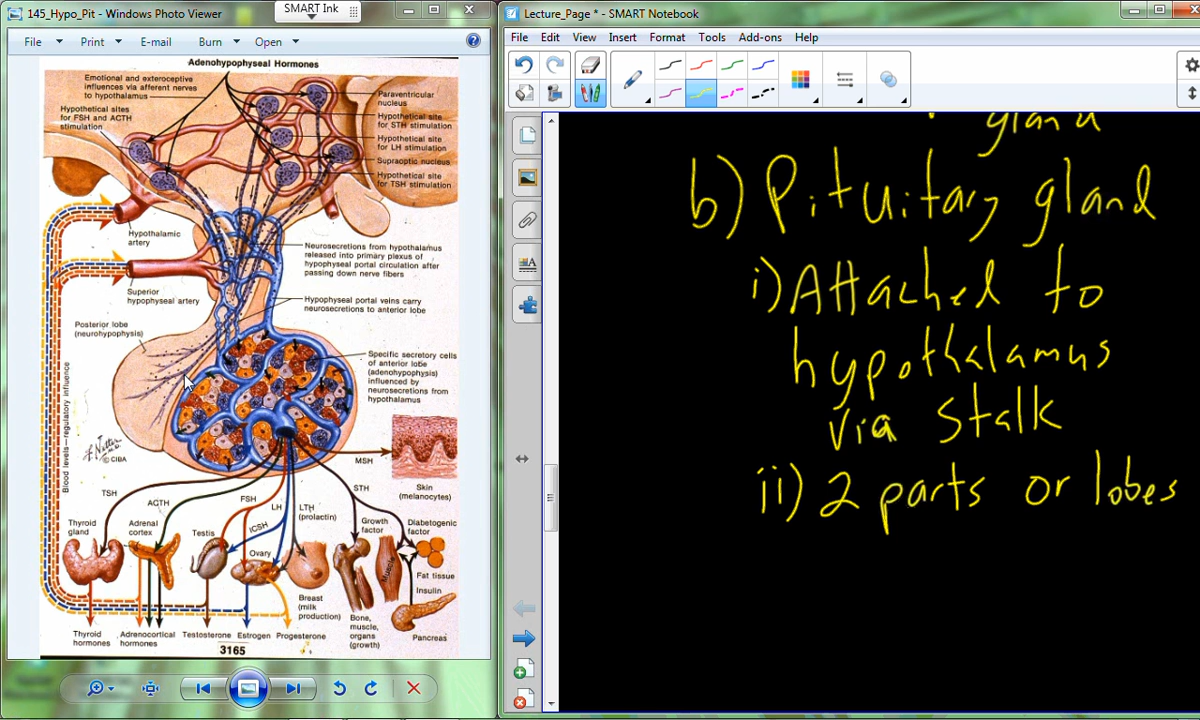 145_Hypo_Pit - Windows Photo Viewer
SMART Ink
File Print E-mail Burn Open
Adenohypophyseal Hormones
Emotional and exteroceptive
influences via afferent nerves
to hypothalamus
Hypothetical sites
for FSH and ACTH
stimulation
Paraventricular
nucleus
Hypothetical site
for STH stimulation
Hypothetical site
for LH stimulation
Supraoptic nucleus
Hypothetical site
for TSH stimulation
Hypothalamic
artery
Neurosecretions from hypothalamus
released into primary plexus of
hypophyseal portal circulation after
passing down nerve fibers
Superior
hypophyseal artery
Hypophyseal portal veins carry
neurosecretions to anterior lobe
Posterior lobe
(neurohypophysis)
Specific secretory cells
of anterior lobe
(adenohypophysis)
influenced by
neurosecretions from
hypothalamus
Blood levels—regulatory influence
F. Netter
M.D.
© CIBA
MSH
Skin
(melanocytes)
TSH
ACTH
FSH
LH
ICSH
LTH
(prolactin)
STH
Thyroid
gland
Adrenal
cortex
Testis
Ovary
Breast
(milk
production)
Growth
factor
Diabetogenic
factor
Muscle
Fat tissue
Insulin
Bone,
muscle,
organs
(growth)
Pancreas
Thyroid
hormones
Adrenocortical
hormones
Testosterone
Estrogen
Progesterone
3165
Lecture_Page * - SMART Notebook
File Edit View Insert Format Tools Add-ons Help
gland
b) Pituitary gland
i) Attached to
hypothalamus
via stalk
ii) 2 parts or lobes